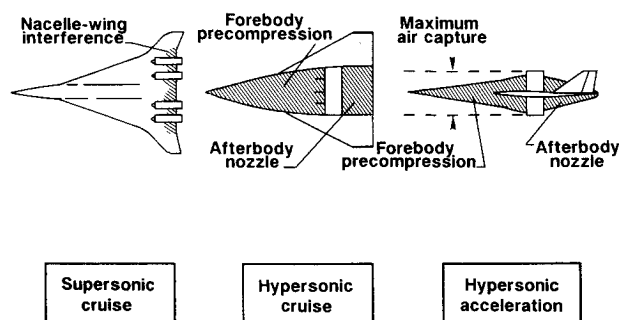 Nacelle-wing
interference
Forebody
precompression
Afterbody
nozzle
Maximum
air capture
Forebody
precompression
Afterbody
nozzle
Supersonic
cruise
Hypersonic
cruise
Hypersonic
acceleration